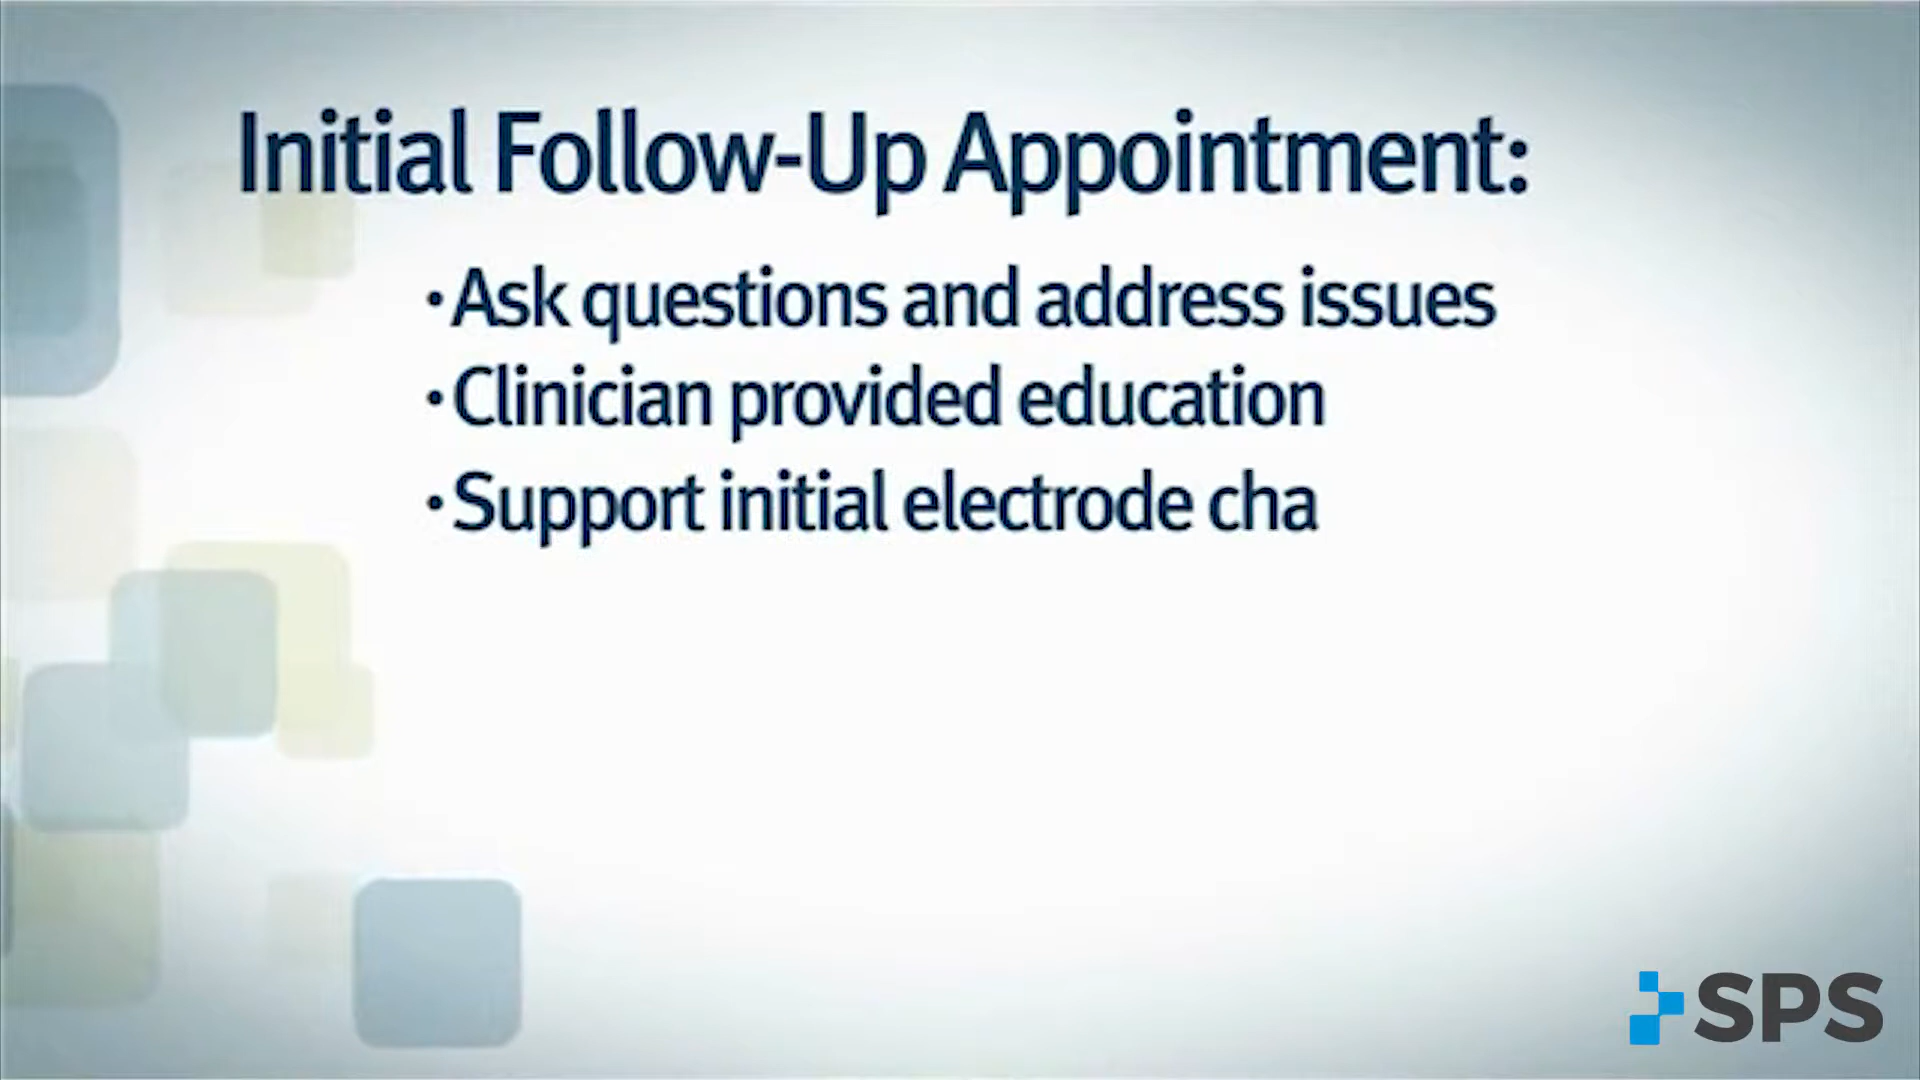 Initial Follow-Up Appointment:
·Ask questions and address issues
·Clinician provided education
·Support initial electrode cha
SPS